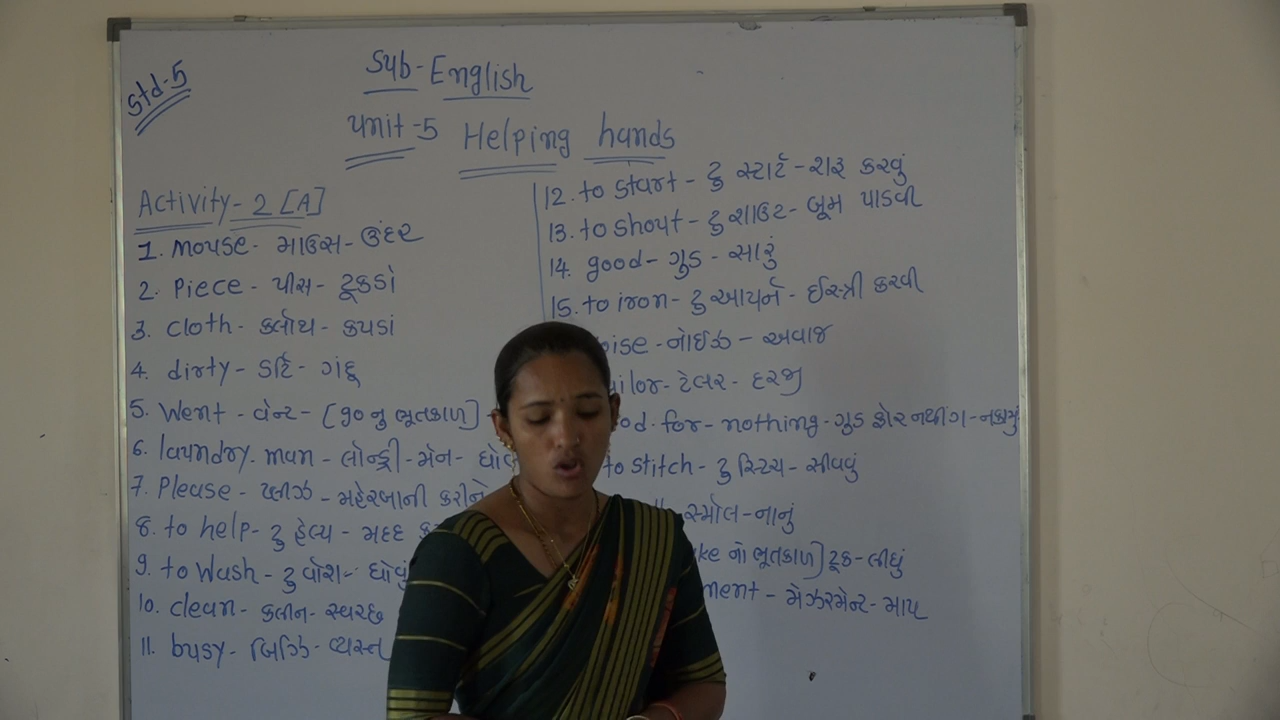 Std-5
Sub-English
Unit-5 Helping hands
Activity-2 [A]
1. mouse - માઉસ - ઉંદર
2. Piece - પીસ - ટૂકડો
3. cloth - ક્લોથ - કપડાં
4. dirty - ડર્ટિ - ગંદૂ
5. Went - વેન્ટ - [go નુ ભૂતકાળ] -
6. laundry.man - લોન્ડ્રી-મેન -
7. Please - પ્લીઝ - મહેરબાની કરીને
8. to help - ટુ હેલ્પ - મદદ
9. to Wash - ટુ વોશ - ધોવું
10. clean - ક્લીન - સ્વચ્છ
11. busy - બિઝિ - વ્યસ્ત
12. to start - ટુ સ્ટાર્ટ - શરૂ કરવું
13. to shout - ટુ શાઉટ - બૂમ પાડવી
14. good - ગુડ - સારું
15. to iron - ટુ આયર્ન - ઈસ્ત્રી કરવી
oise - નોઈઝ - અવાજ
ilor - ટેલર - દરજી
od-for-nothing - ગુડ ફોર નથીંગ - નકામું
to stitch - ટુ સ્ટિચ - સીવવું
સ્મોલ - નાનું
ke નો ભૂતકાળ] ટૂક - લીધું
ment - મેઝરમેન્ટ - માપ